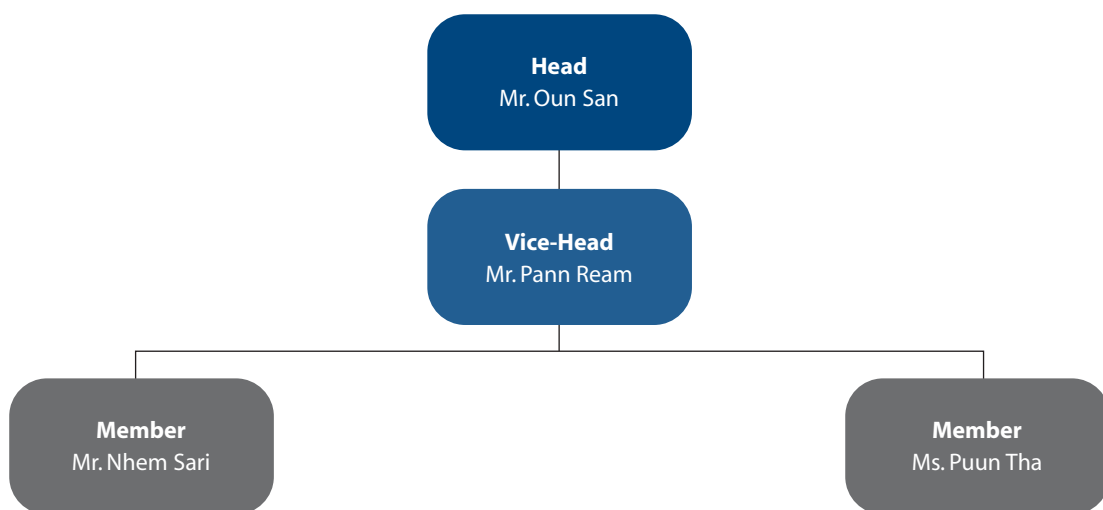 Head
Mr. Oun San
Vice-Head
Mr. Pann Ream
Member
Mr. Nhem Sari
Member
Ms. Puun Tha